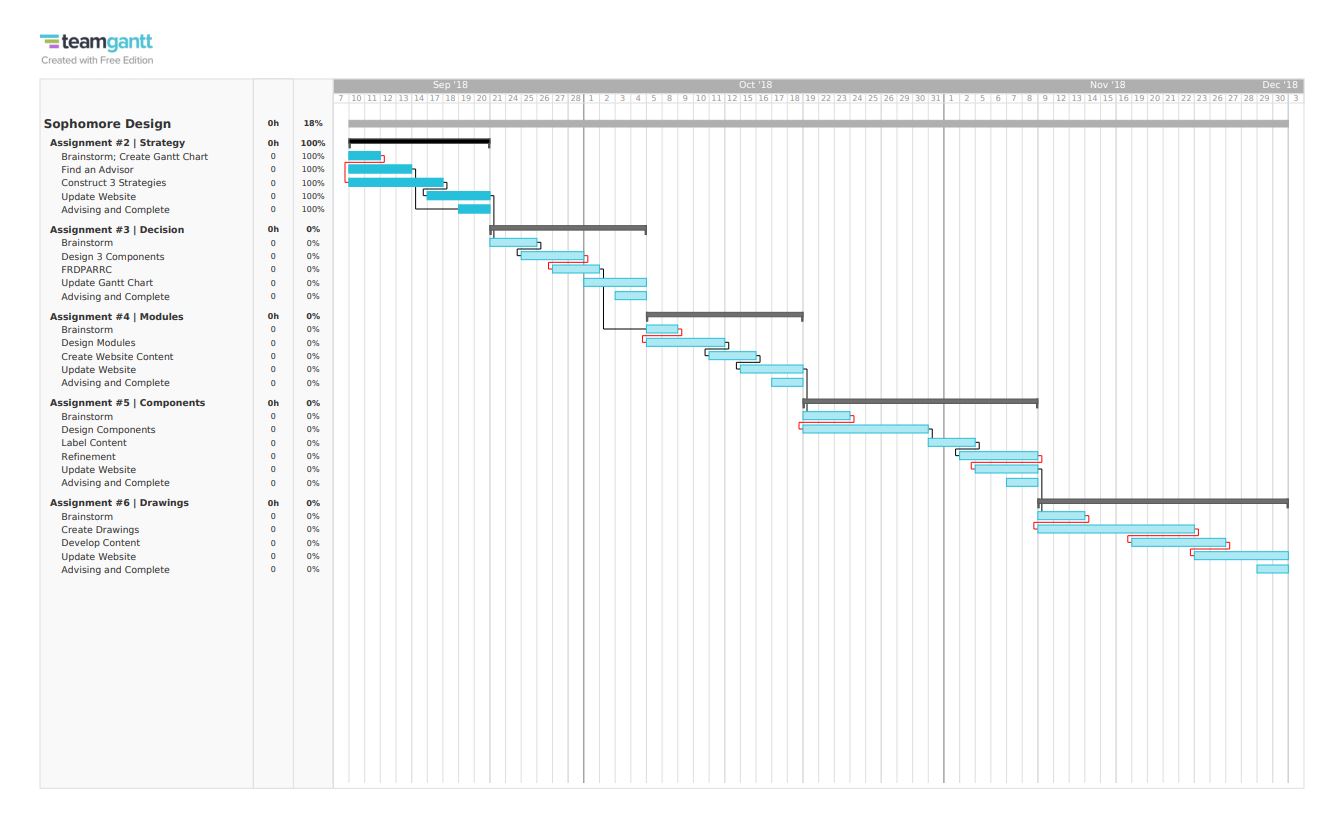 teamgantt
Created with Free Edition
Sep '18 Oct '18 Nov '18 Dec '18
7 10 11 12 13 14 17 18 19 20 21 24 25 26 27 28 1 2 3 4 5 8 9 10 11 12 15 16 17 18 19 22 23 24 25 26 29 30 31 1 2 5 6 7 8 9 12 13 14 15 16 19 20 21 22 23 26 27 28 29 30 3
Sophomore Design 0h 18%
Assignment #2 | Strategy 0h 100%
Brainstorm; Create Gantt Chart 0 100%
Find an Advisor 0 100%
Construct 3 Strategies 0 100%
Update Website 0 100%
Advising and Complete 0 100%
Assignment #3 | Decision 0h 0%
Brainstorm 0 0%
Design 3 Components 0 0%
FRDPARRC 0 0%
Update Gantt Chart 0 0%
Advising and Complete 0 0%
Assignment #4 | Modules 0h 0%
Brainstorm 0 0%
Design Modules 0 0%
Create Website Content 0 0%
Update Website 0 0%
Advising and Complete 0 0%
Assignment #5 | Components 0h 0%
Brainstorm 0 0%
Design Components 0 0%
Label Content 0 0%
Refinement 0 0%
Update Website 0 0%
Advising and Complete 0 0%
Assignment #6 | Drawings 0h 0%
Brainstorm 0 0%
Create Drawings 0 0%
Develop Content 0 0%
Update Website 0 0%
Advising and Complete 0 0%